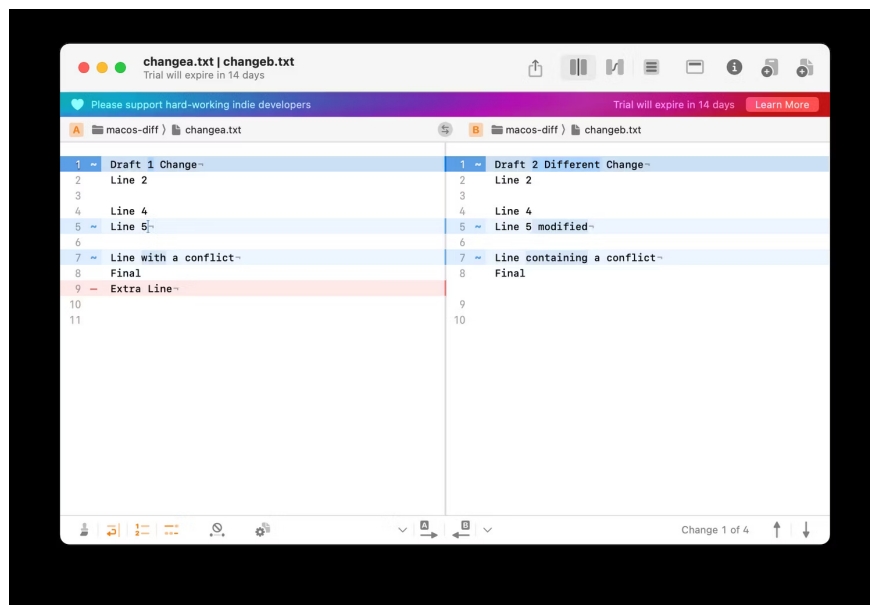 changea.txt | changeb.txt
Trial will expire in 14 days
Please support hard-working indie developers
Trial will expire in 14 days
Learn More
A macos-diff ⟩ changea.txt
B macos-diff ⟩ changeb.txt
1 ~ Draft 1 Change¬
2 Line 2
3
4 Line 4
5 ~ Line 5¬
6
7 ~ Line with a conflict¬
8 Final
9 – Extra Line¬
10
11
1 ~ Draft 2 Different Change¬
2 Line 2
3
4 Line 4
5 ~ Line 5 modified¬
6
7 ~ Line containing a conflict¬
8 Final
9
10
A
B
Change 1 of 4